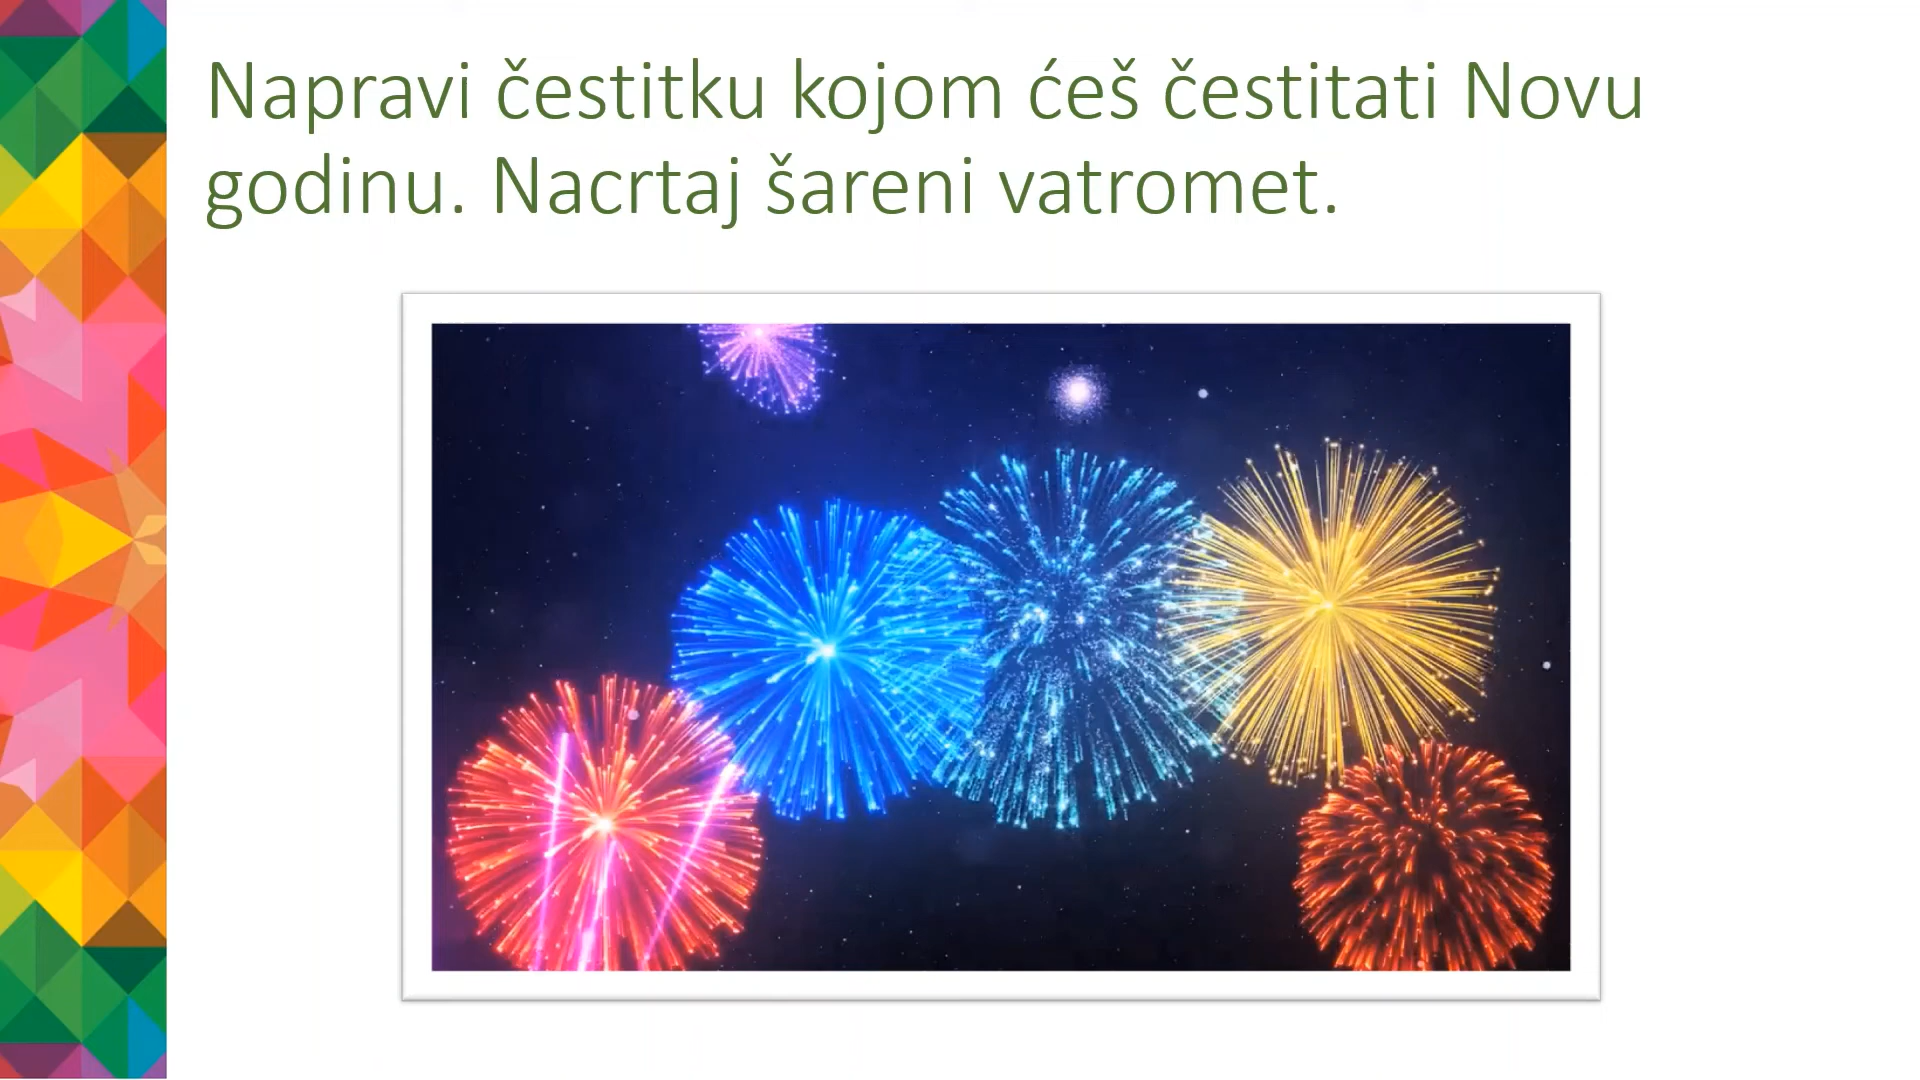 Napravi čestitku kojom ćeš čestitati Novu
godinu. Nacrtaj šareni vatromet.